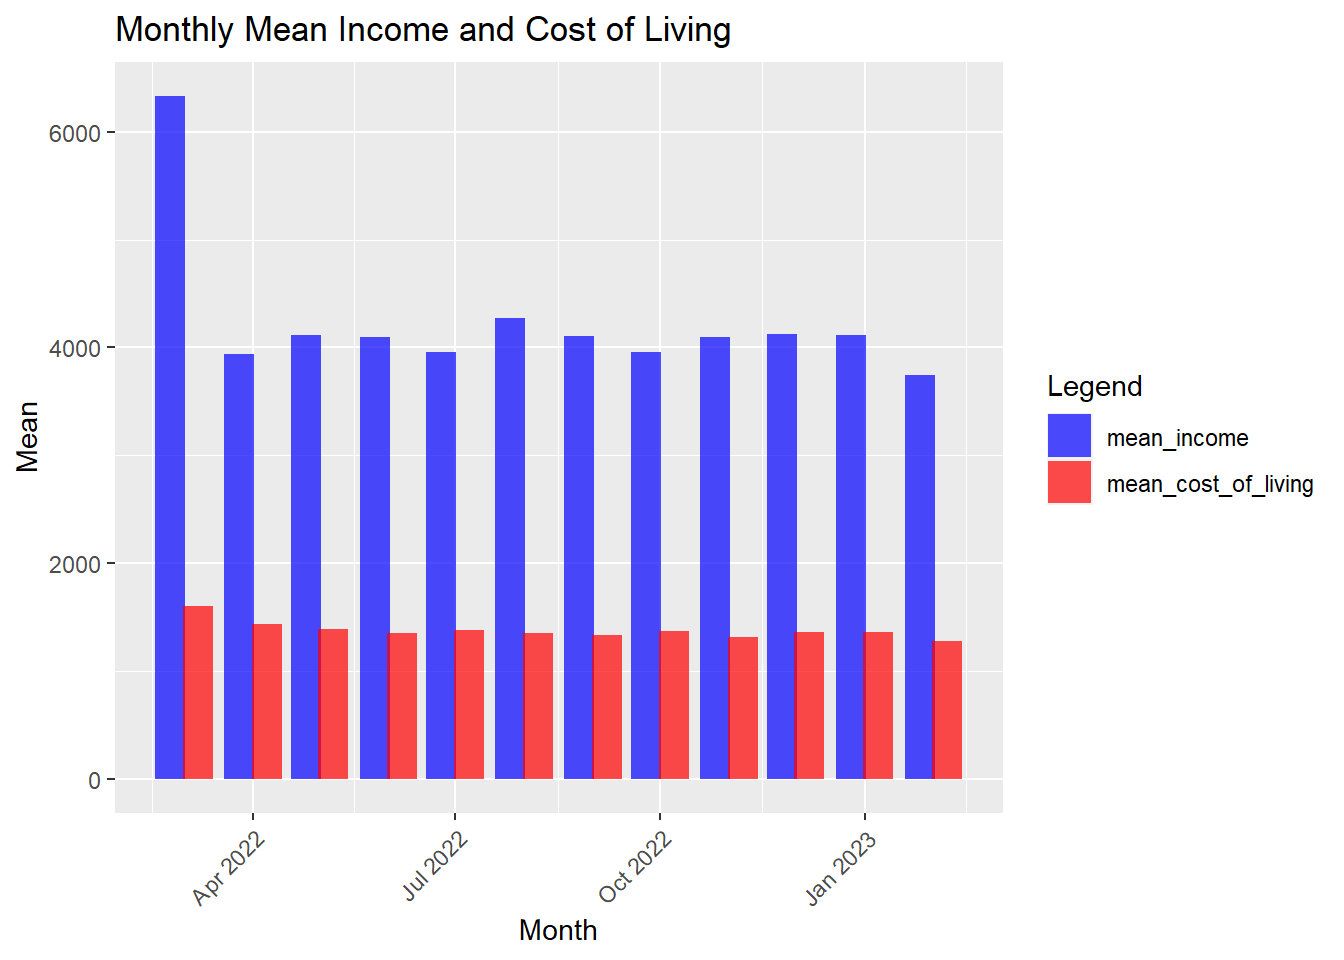 Monthly Mean Income and Cost of Living
6000
4000
2000
0
Mean
Apr 2022
Jul 2022
Oct 2022
Jan 2023
Month
Legend
mean_income
mean_cost_of_living